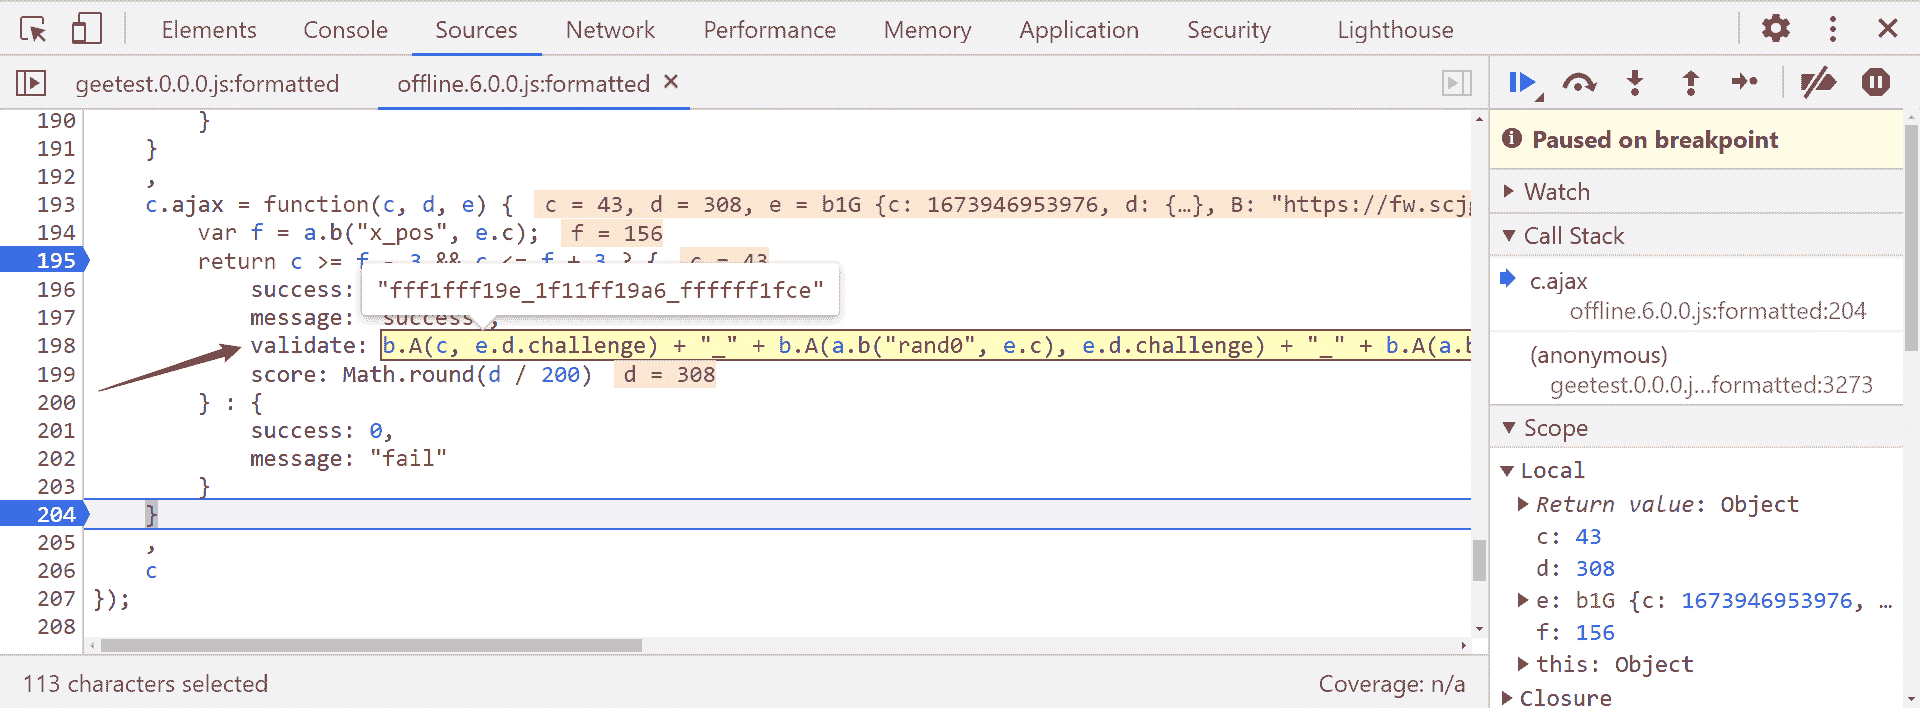 Elements Console Sources Network Performance Memory Application Security Lighthouse
geetest.0.0.0.js:formatted offline.6.0.0.js:formatted
190 }
191 }
192 ,
193 c.ajax = function(c, d, e) { c = 43, d = 308, e = b1G {c: 1673946953976, d: {…}, B: "https://fw.scj
194 var f = a.b("x_pos", e.c); f = 156
195 return c >= f - 3 && c <= f + 3 ? { c = 43
"fff1fff19e_1f11ff19a6_ffffff1fce"
196 success:
197 message: "success",
198 validate: b.A(c, e.d.challenge) + "_" + b.A(a.b("rand0", e.c), e.d.challenge) + "_" + b.A(a.b
199 score: Math.round(d / 200) d = 308
200 } : {
201 success: 0,
202 message: "fail"
203 }
204 }
205 ,
206 c
207 });
208
113 characters selected Coverage: n/a
Paused on breakpoint
Watch
Call Stack
c.ajax
offline.6.0.0.js:formatted:204
(anonymous)
geetest.0.0.0.j…formatted:3273
Scope
Local
Return value: Object
c: 43
d: 308
e: b1G {c: 1673946953976, …
f: 156
this: Object
Closure